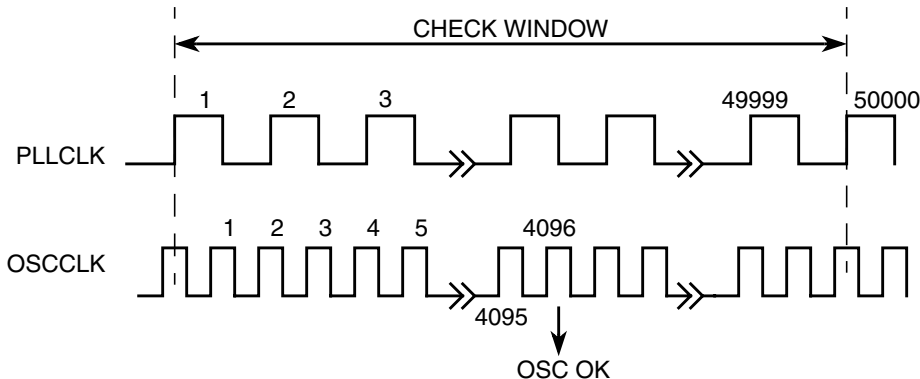 CHECK WINDOW
1 2 3 49999 50000
PLLCLK
1 2 3 4 5 4096
OSCCLK
4095
OSC OK